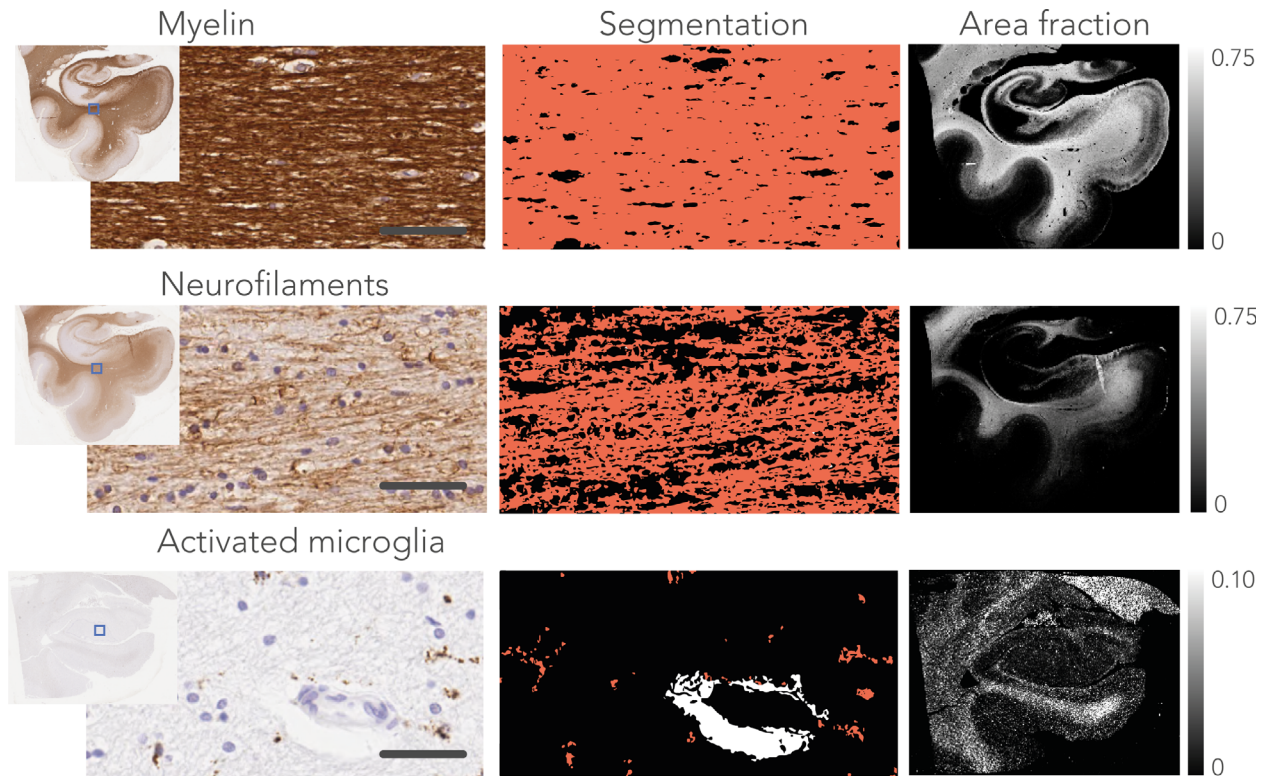 Myelin
Segmentation
Area fraction
0.75
0
Neurofilaments
0.75
0
Activated microglia
0.10
0